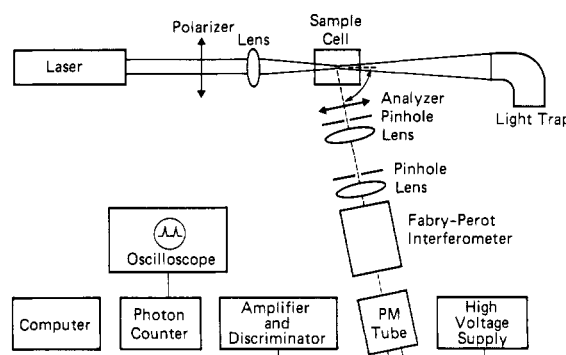 Laser
Polarizer
Lens
Sample
Cell
Light Trap
Analyzer
Pinhole
Lens
Pinhole
Lens
Fabry-Perot
Interferometer
Oscilloscope
Computer
Photon
Counter
Amplifier
and
Discriminator
PM
Tube
High
Voltage
Supply